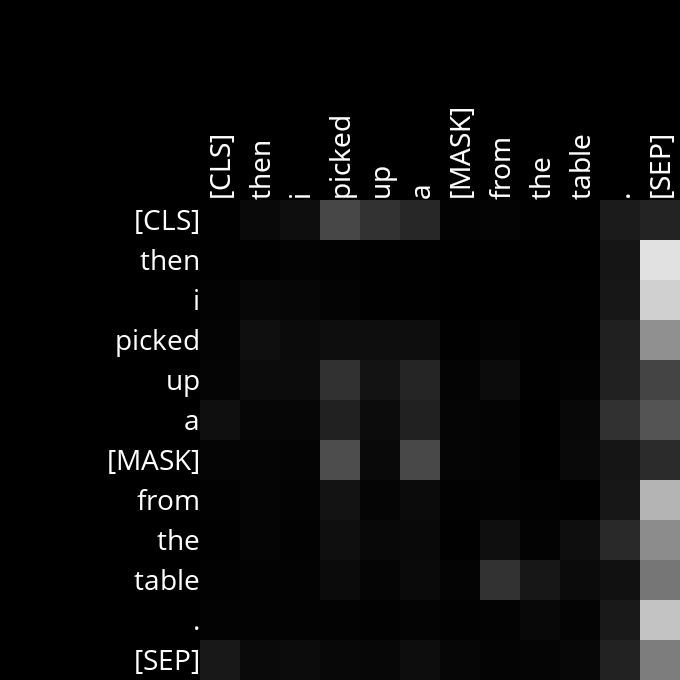 [CLS] then i picked up a [MASK] from the table . [SEP]
[CLS]
then
i
picked
up
a
[MASK]
from
the
table
.
[SEP]